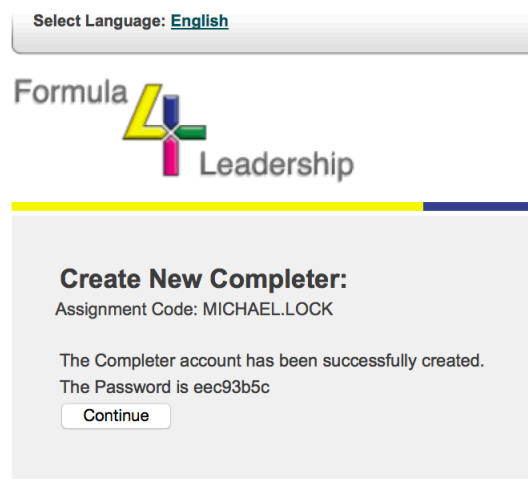 Select Language: English
Formula
4
Leadership
Create New Completer:
Assignment Code: MICHAEL.LOCK
The Completer account has been successfully created.
The Password is eec93b5c
Continue